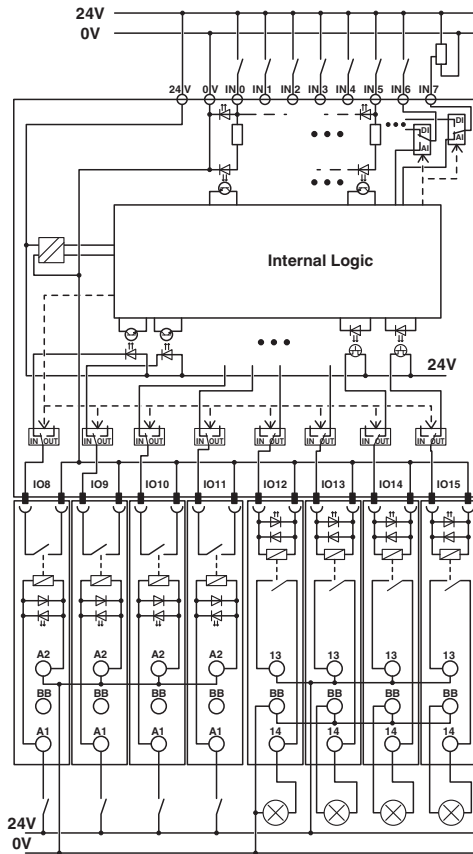 24V
0V
24V 0V IN0 IN1 IN2 IN3 IN4 IN5 IN6 IN7
DI DI
AI AI
Internal Logic
24V
IN OUT IN OUT IN OUT IN OUT IN OUT IN OUT IN OUT IN OUT
IO8 IO9 IO10 IO11 IO12 IO13 IO14 IO15
A2 A2 A2 A2 13 13 13 13
BB BB BB BB BB BB BB BB
A1 A1 A1 A1 14 14 14 14
24V
0V